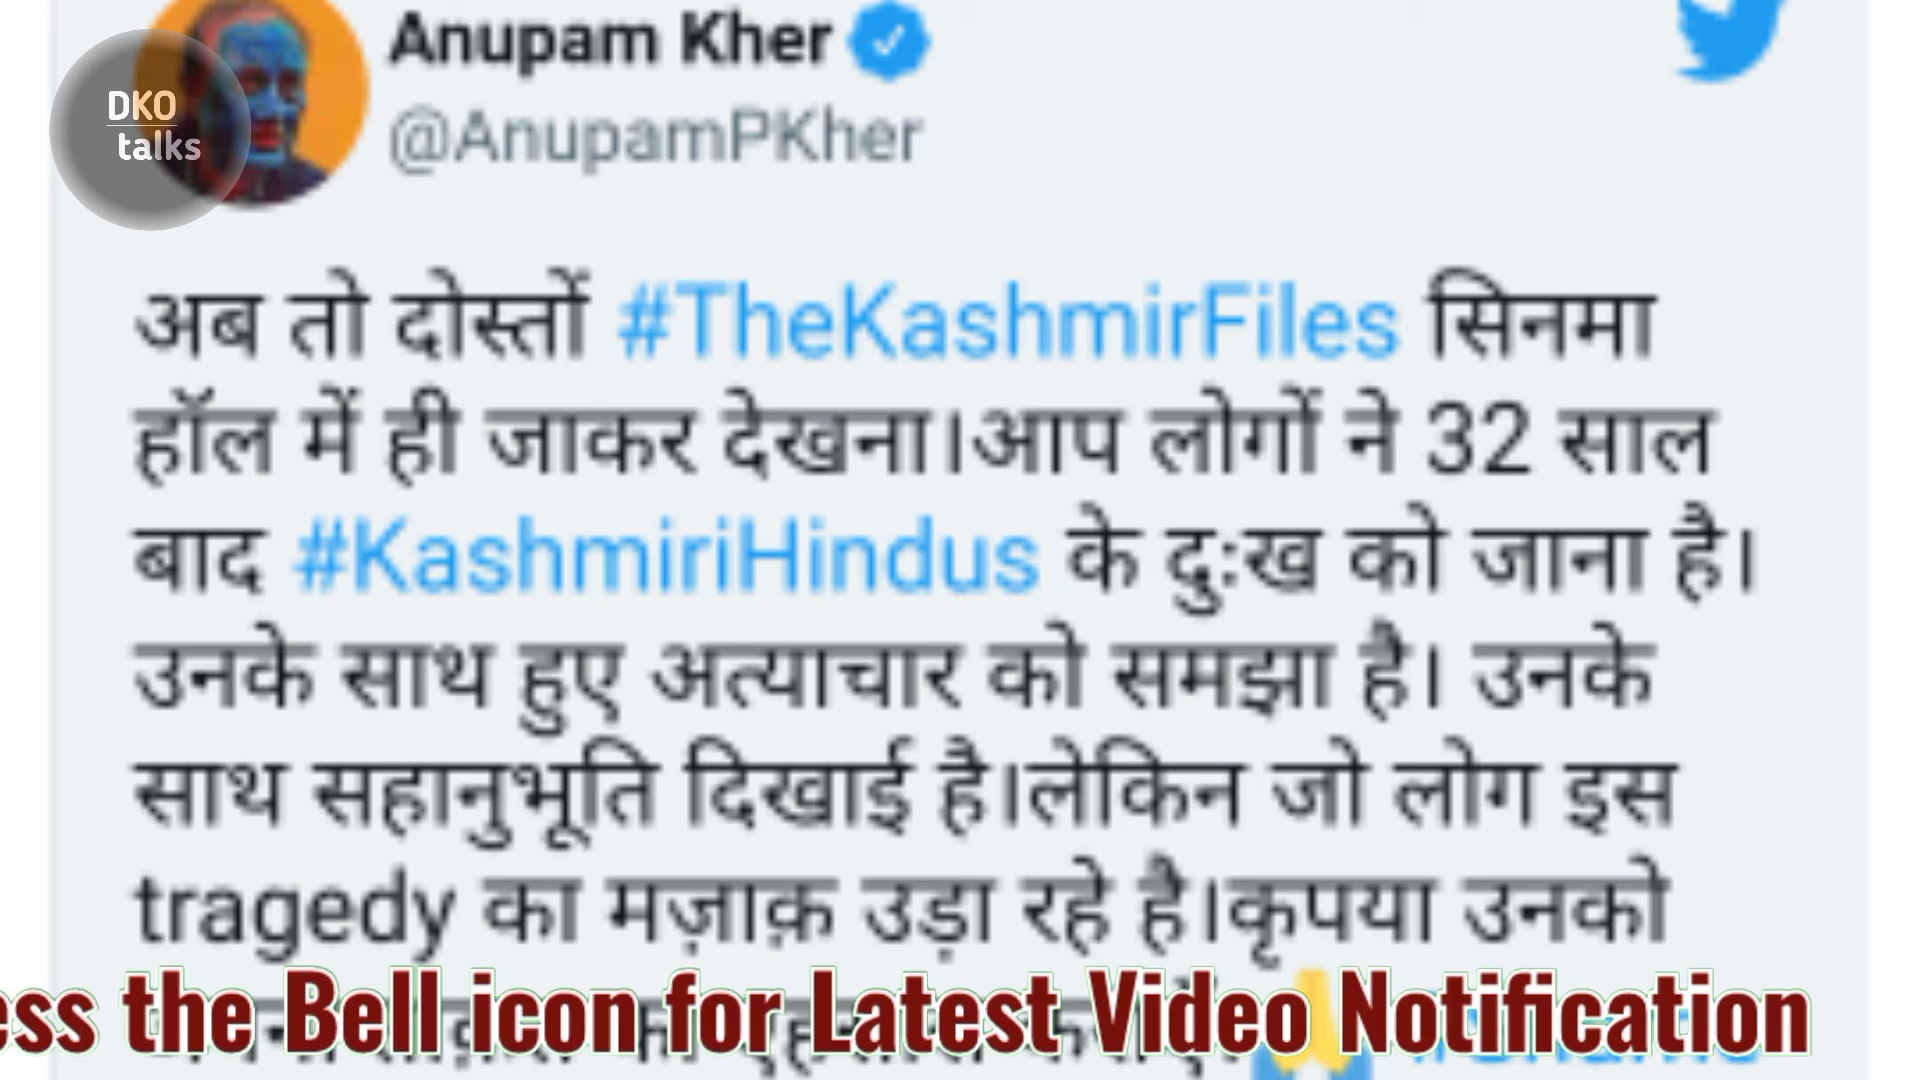 Anupam Kher
@AnupamPKher
DKO
talks
अब तो दोस्तों #TheKashmirFiles सिनमा
हॉल में ही जाकर देखना।आप लोगों ने 32 साल
बाद #KashmiriHindus के दुःख को जाना है।
उनके साथ हुए अत्याचार को समझा है। उनके
साथ सहानुभूति दिखाई है।लेकिन जो लोग इस
tragedy का मज़ाक़ उड़ा रहे है।कृपया उनको
ess the Bell icon for Latest Video Notification